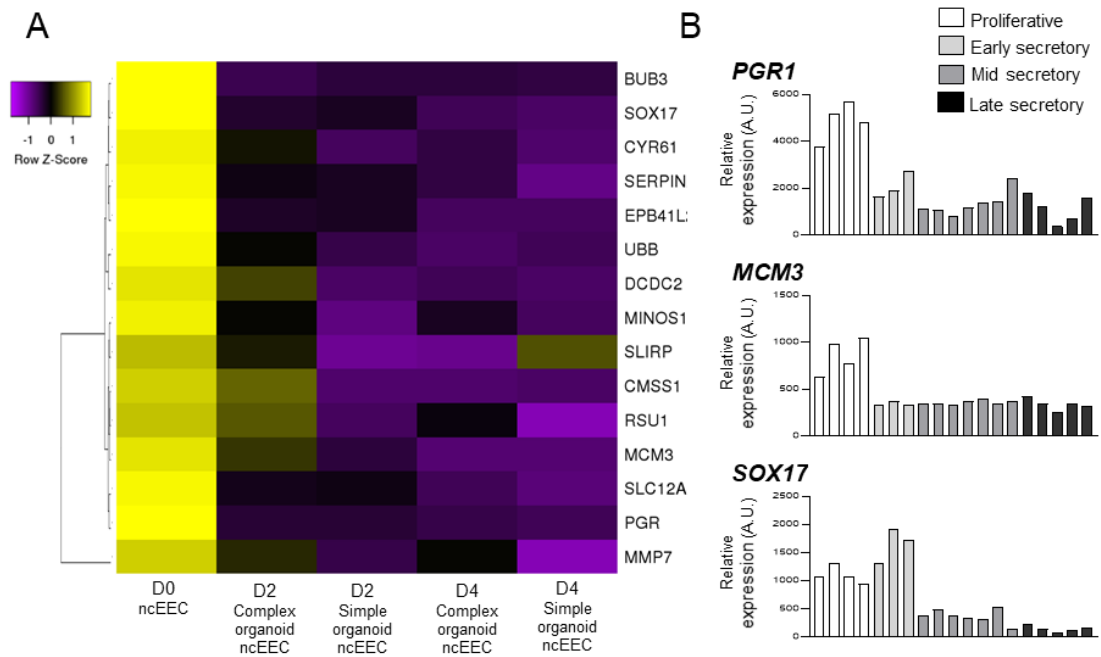 A
-1 0 1
Row Z-Score
BUB3
SOX17
CYR61
SERPIN
EPB41L
UBB
DCDC2
MINOS1
SLIRP
CMSS1
RSU1
MCM3
SLC12A
PGR
MMP7
D0
ncEEC
D2
Complex
organoid
ncEEC
D2
Simple
organoid
ncEEC
D4
Complex
organoid
ncEEC
D4
Simple
organoid
ncEEC
B
Proliferative
Early secretory
Mid secretory
Late secretory
PGR1
Relative
expression (A.U.)
6000
4000
2000
0
MCM3
Relative
expression (A.U.)
1500
1000
500
0
SOX17
Relative
expression (A.U.)
2500
2000
1500
1000
500
0